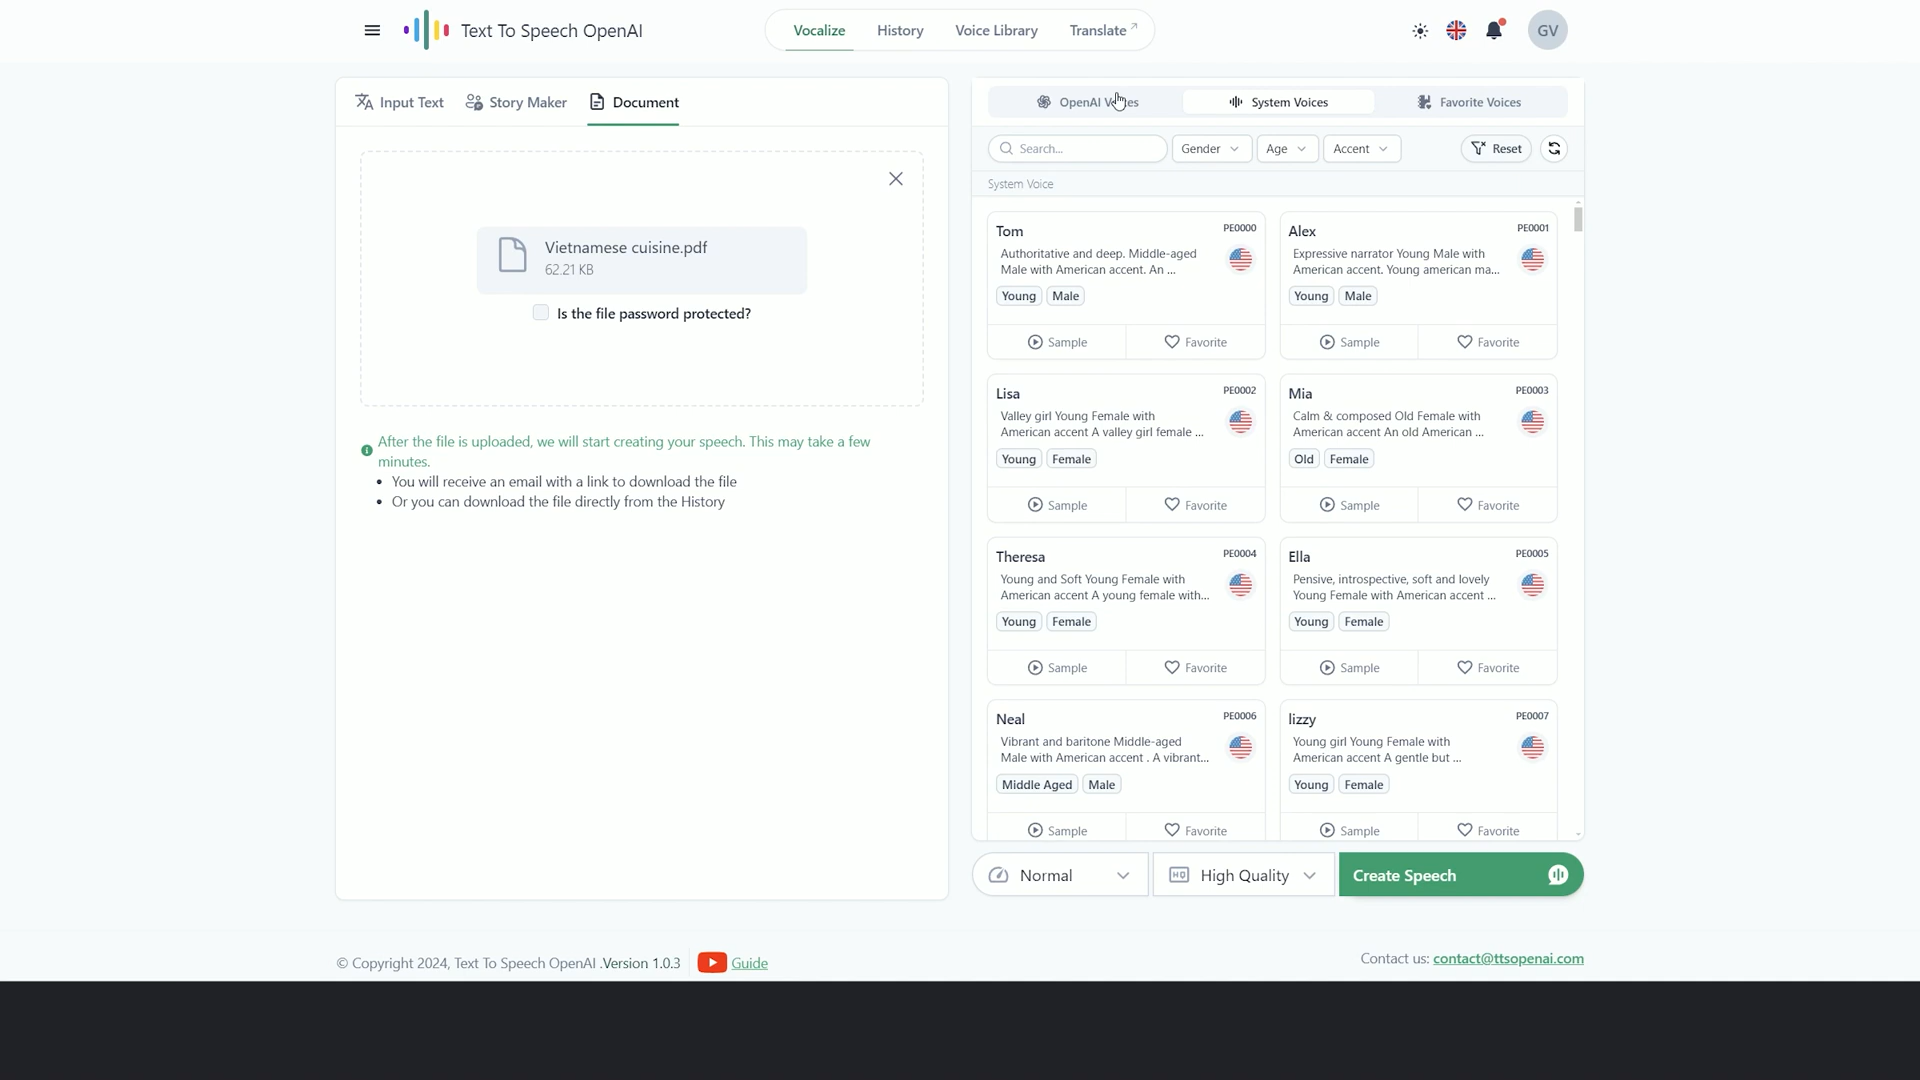 Text To Speech OpenAI
Vocalize
History
Voice Library
Translate
GV
Input Text
Story Maker
Document
Vietnamese cuisine.pdf
62.21 KB
Is the file password protected?
After the file is uploaded, we will start creating your speech. This may take a few
minutes.
• You will receive an email with a link to download the file
• Or you can download the file directly from the History
OpenAI Voices
System Voices
Favorite Voices
Search...
Gender
Age
Accent
Reset
System Voice
Tom
PE0000
Authoritative and deep. Middle-aged
Male with American accent. An ...
Young
Male
Sample
Favorite
Alex
PE0001
Expressive narrator Young Male with
American accent. Young american ma...
Young
Male
Sample
Favorite
Lisa
PE0002
Valley girl Young Female with
American accent A valley girl female ...
Young
Female
Sample
Favorite
Mia
PE0003
Calm & composed Old Female with
American accent An old American ...
Old
Female
Sample
Favorite
Theresa
PE0004
Young and Soft Young Female with
American accent A young female with...
Young
Female
Sample
Favorite
Ella
PE0005
Pensive, introspective, soft and lovely
Young Female with American accent ...
Young
Female
Sample
Favorite
Neal
PE0006
Vibrant and baritone Middle-aged
Male with American accent . A vibrant...
Middle Aged
Male
Sample
Favorite
lizzy
PE0007
Young girl Young Female with
American accent A gentle but ...
Young
Female
Sample
Favorite
Normal
HQ
High Quality
Create Speech
© Copyright 2024, Text To Speech OpenAI .Version 1.0.3
Guide
Contact us: contact@ttsopenai.com